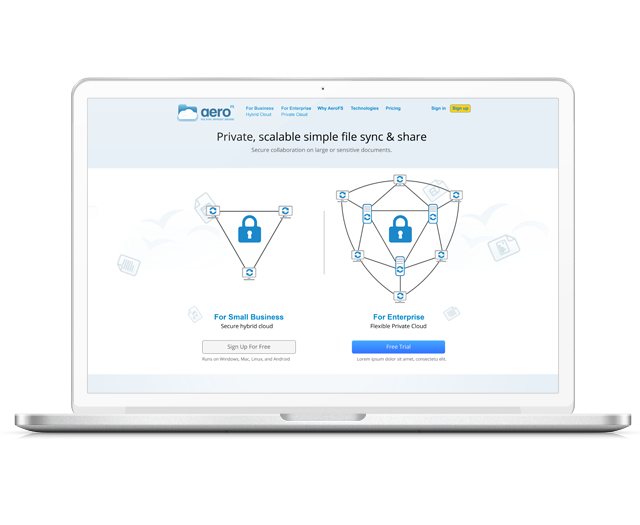 aero FS
For Business
Hybrid Cloud
For Enterprise
Private Cloud
Why AeroFS
Technologies
Pricing
Sign in
Sign up
Private, scalable simple file sync & share
Secure collaboration on large or sensitive documents.
For Small Business
Secure hybrid cloud
Sign Up For Free
Runs on Windows, Mac, Linux, and Android
For Enterprise
Flexible Private Cloud
Free Trial
Lorem ipsum dolor sit amet, consectetu elit.